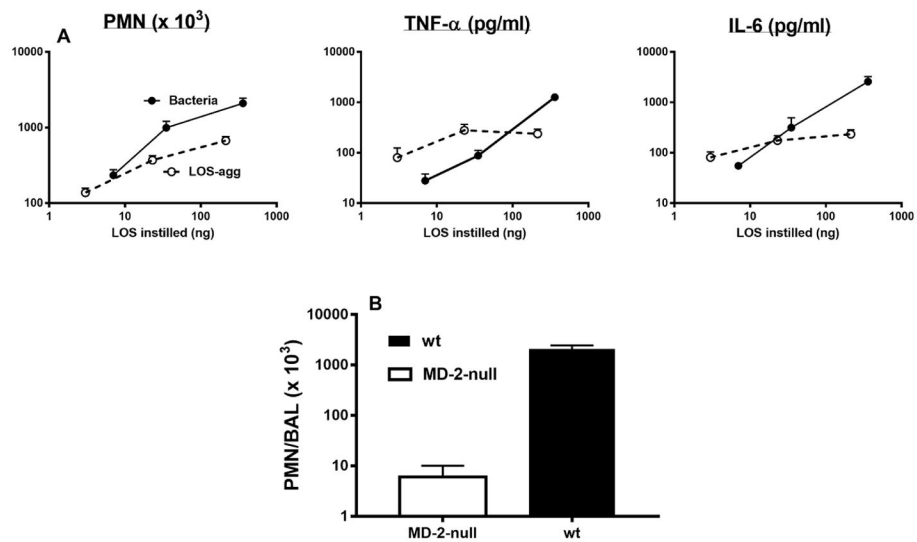 A
PMN (x 10³)
TNF-α (pg/ml)
IL-6 (pg/ml)
10000
1000
100
Bacteria
LOS-agg
1 10 100 1000
LOS instilled (ng)
10000
1000
100
10
1 10 100 1000
LOS instilled (ng)
10000
1000
100
10
1 10 100 1000
LOS instilled (ng)
B
PMN/BAL (x 10³)
10000
1000
100
10
1
wt
MD-2-null
MD-2-null wt